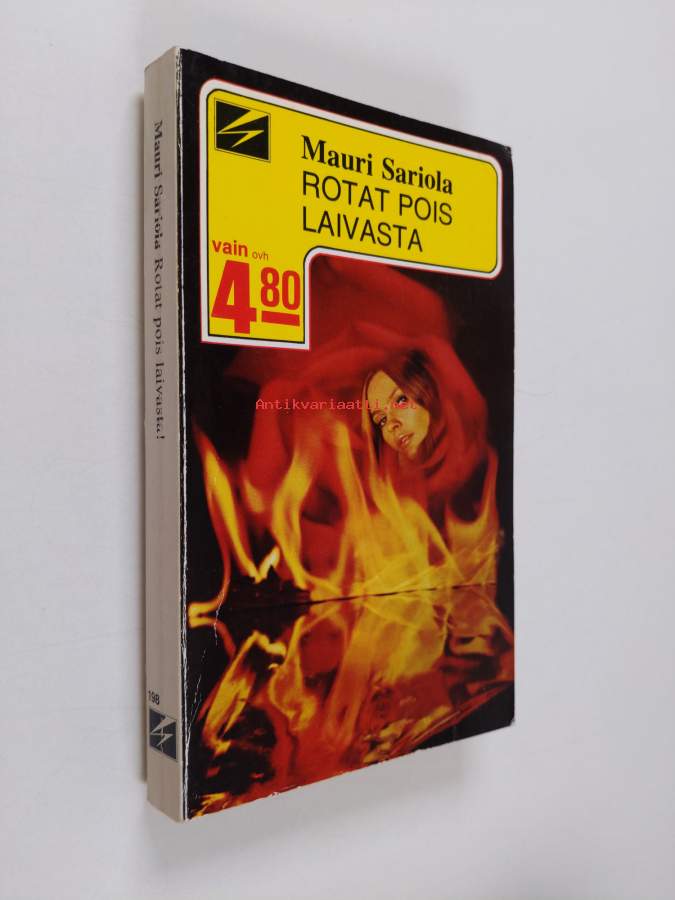 Mauri Sariola
ROTAT POIS
LAIVASTA
vain ovh
4 80
Antikvariaatti.net
Mauri Sariola Rotat pois laivasta!
198